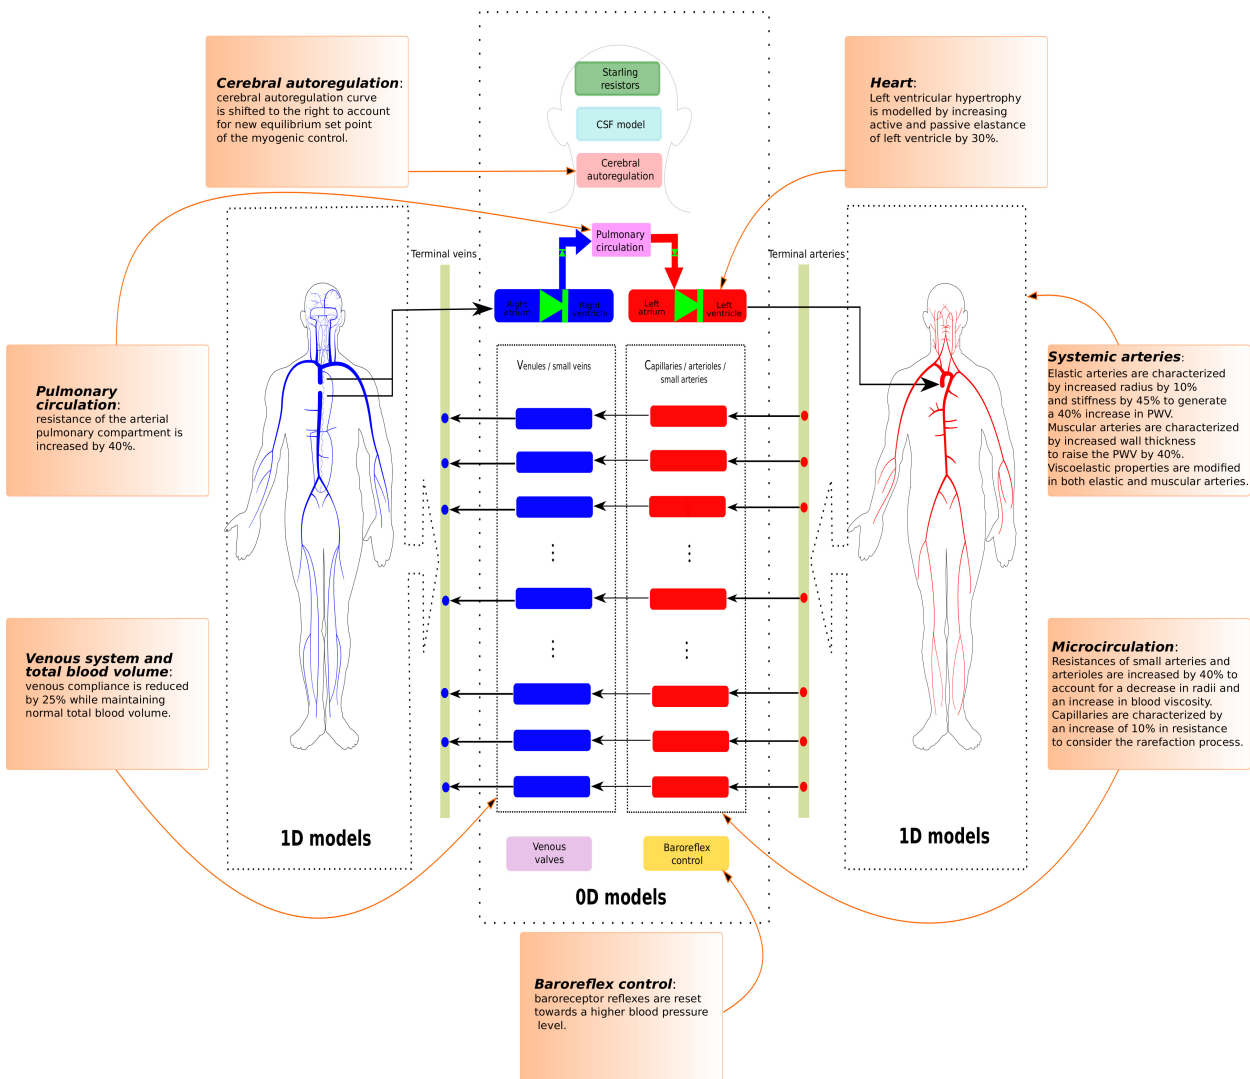 Cerebral autoregulation:
cerebral autoregulation curve
is shifted to the right to account
for new equilibrium set point
of the myogenic control.
Starling
resistors
CSF model
Cerebral
autoregulation
Heart:
Left ventricular hypertrophy
is modelled by increasing
active and passive elastance
of left ventricle by 30%.
Pulmonary
circulation
Terminal veins
Terminal arteries
Right
atrium
Right
ventricle
Left
atrium
Left
ventricle
Pulmonary
circulation:
resistance of the arterial
pulmonary compartment is
increased by 40%.
Venules / small veins
Capillaries / arterioles /
small arteries
Systemic arteries:
Elastic arteries are characterized
by increased radius by 10%
and stiffness by 45% to generate
a 40% increase in PWV.
Muscular arteries are characterized
by increased wall thickness
to raise the PWV by 40%.
Viscoelastic properties are modified
in both elastic and muscular arteries.
Venous system and
total blood volume:
venous compliance is reduced
by 25% while maintaining
normal total blood volume.
Microcirculation:
Resistances of small arteries and
arterioles are increased by 40% to
account for a decrease in radii and
an increase in blood viscosity.
Capillaries are characterized by
an increase of 10% in resistance
to consider the rarefaction process.
1D models
1D models
Venous
valves
Baroreflex
control
0D models
Baroreflex control:
baroreceptor reflexes are reset
towards a higher blood pressure
level.